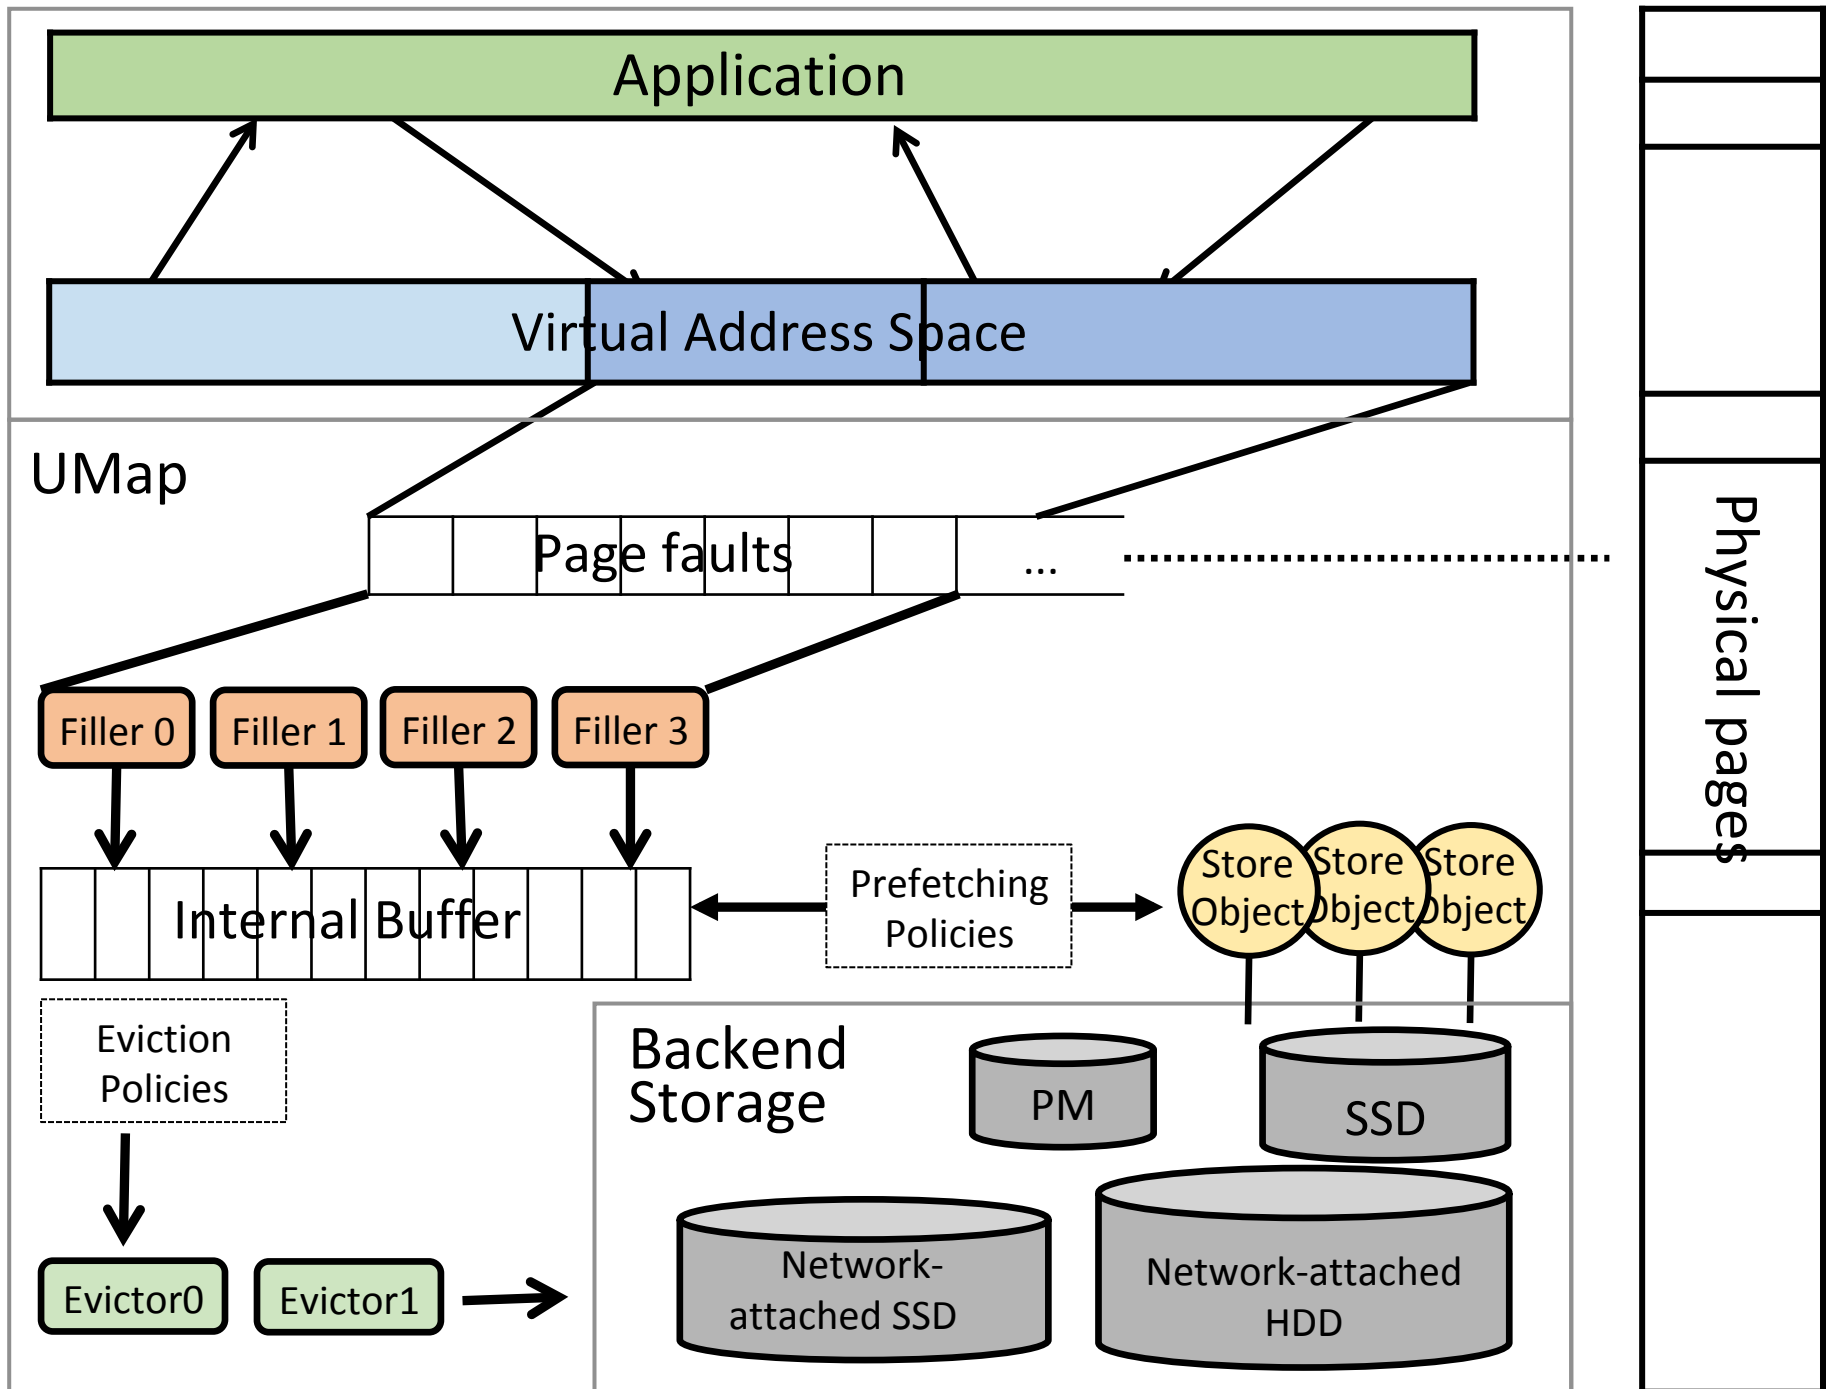 Application
Virtual Address Space
UMap
Page faults
...
Physical pages
Filler 0
Filler 1
Filler 2
Filler 3
Internal Buffer
Prefetching
Policies
Store
Object
Store
Object
Store
Object
Eviction
Policies
Backend
Storage
PM
SSD
Network-
attached SSD
Network-attached
HDD
Evictor0
Evictor1